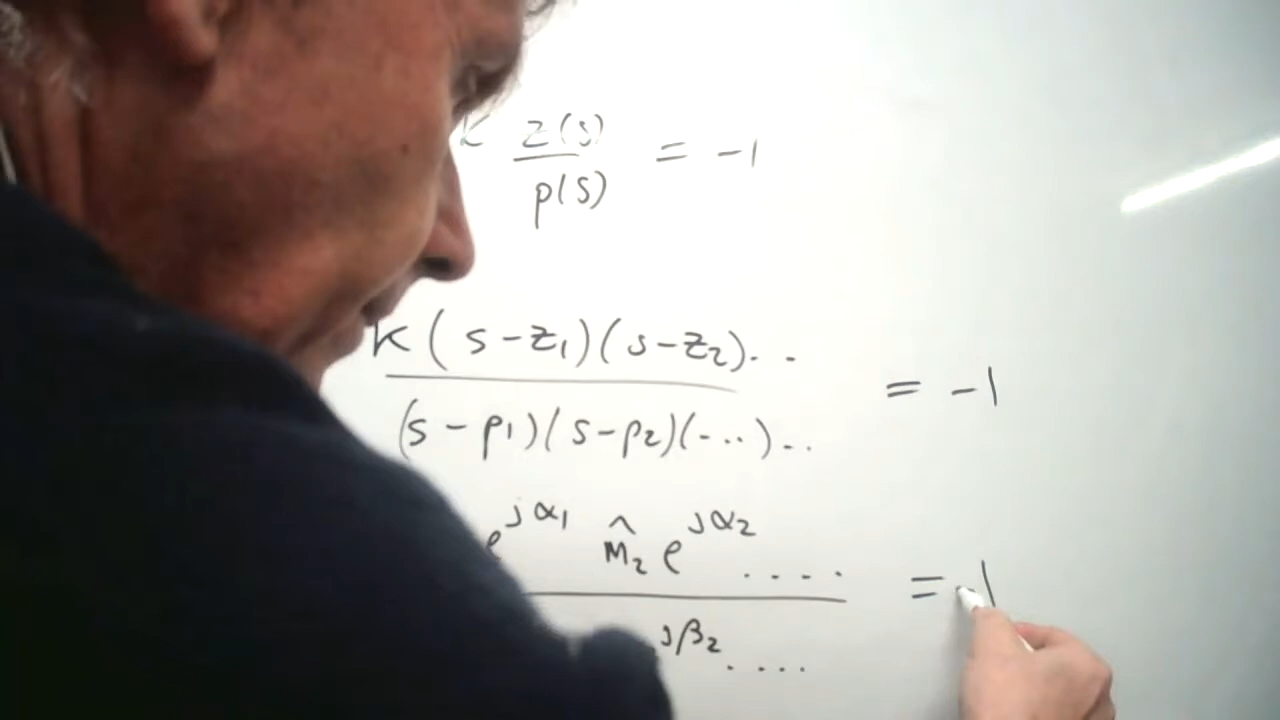 K z(s)/p(s) = -1
K(s-z1)(s-z2)..
(s-p1)(s-p2)(-...)..
= -1
e^jα1 M̂2 e^jα2 ....
= -1
jβ2 ....